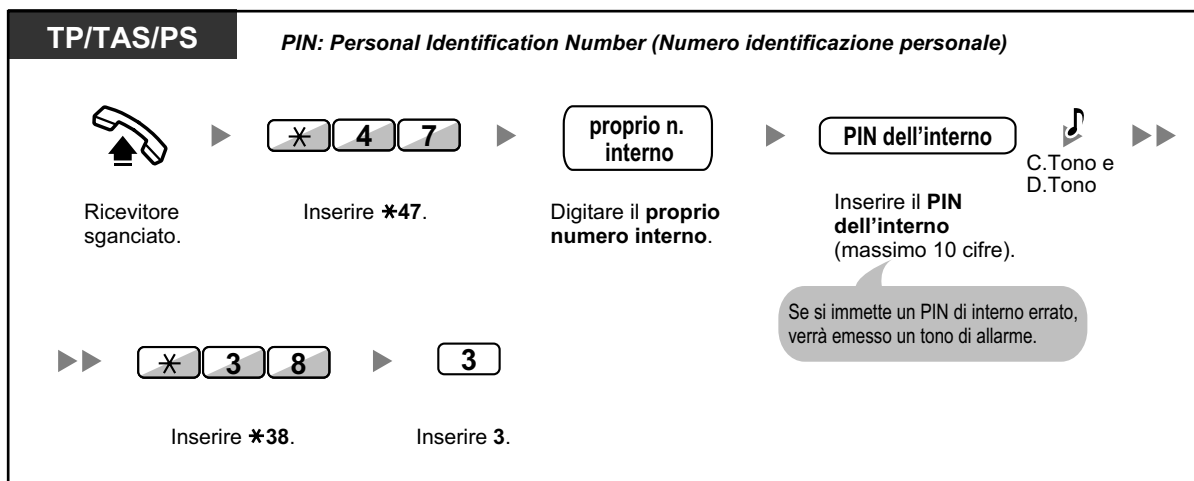 TP/TAS/PS
PIN: Personal Identification Number (Numero identificazione personale)
* 4 7
proprio n.
interno
PIN dell'interno
C.Tono e
D.Tono
Ricevitore
sganciato.
Inserire *47.
Digitare il proprio
numero interno.
Inserire il PIN
dell'interno
(massimo 10 cifre).
Se si immette un PIN di interno errato,
verrà emesso un tono di allarme.
* 3 8
3
Inserire *38.
Inserire 3.